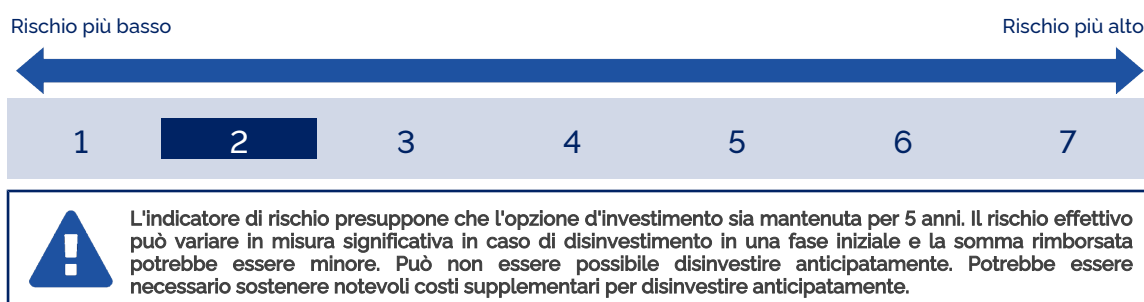 Rischio più basso Rischio più alto
1 2 3 4 5 6 7
L'indicatore di rischio presuppone che l'opzione d'investimento sia mantenuta per 5 anni. Il rischio effettivo
può variare in misura significativa in caso di disinvestimento in una fase iniziale e la somma rimborsata
potrebbe essere minore. Può non essere possibile disinvestire anticipatamente. Potrebbe essere
necessario sostenere notevoli costi supplementari per disinvestire anticipatamente.